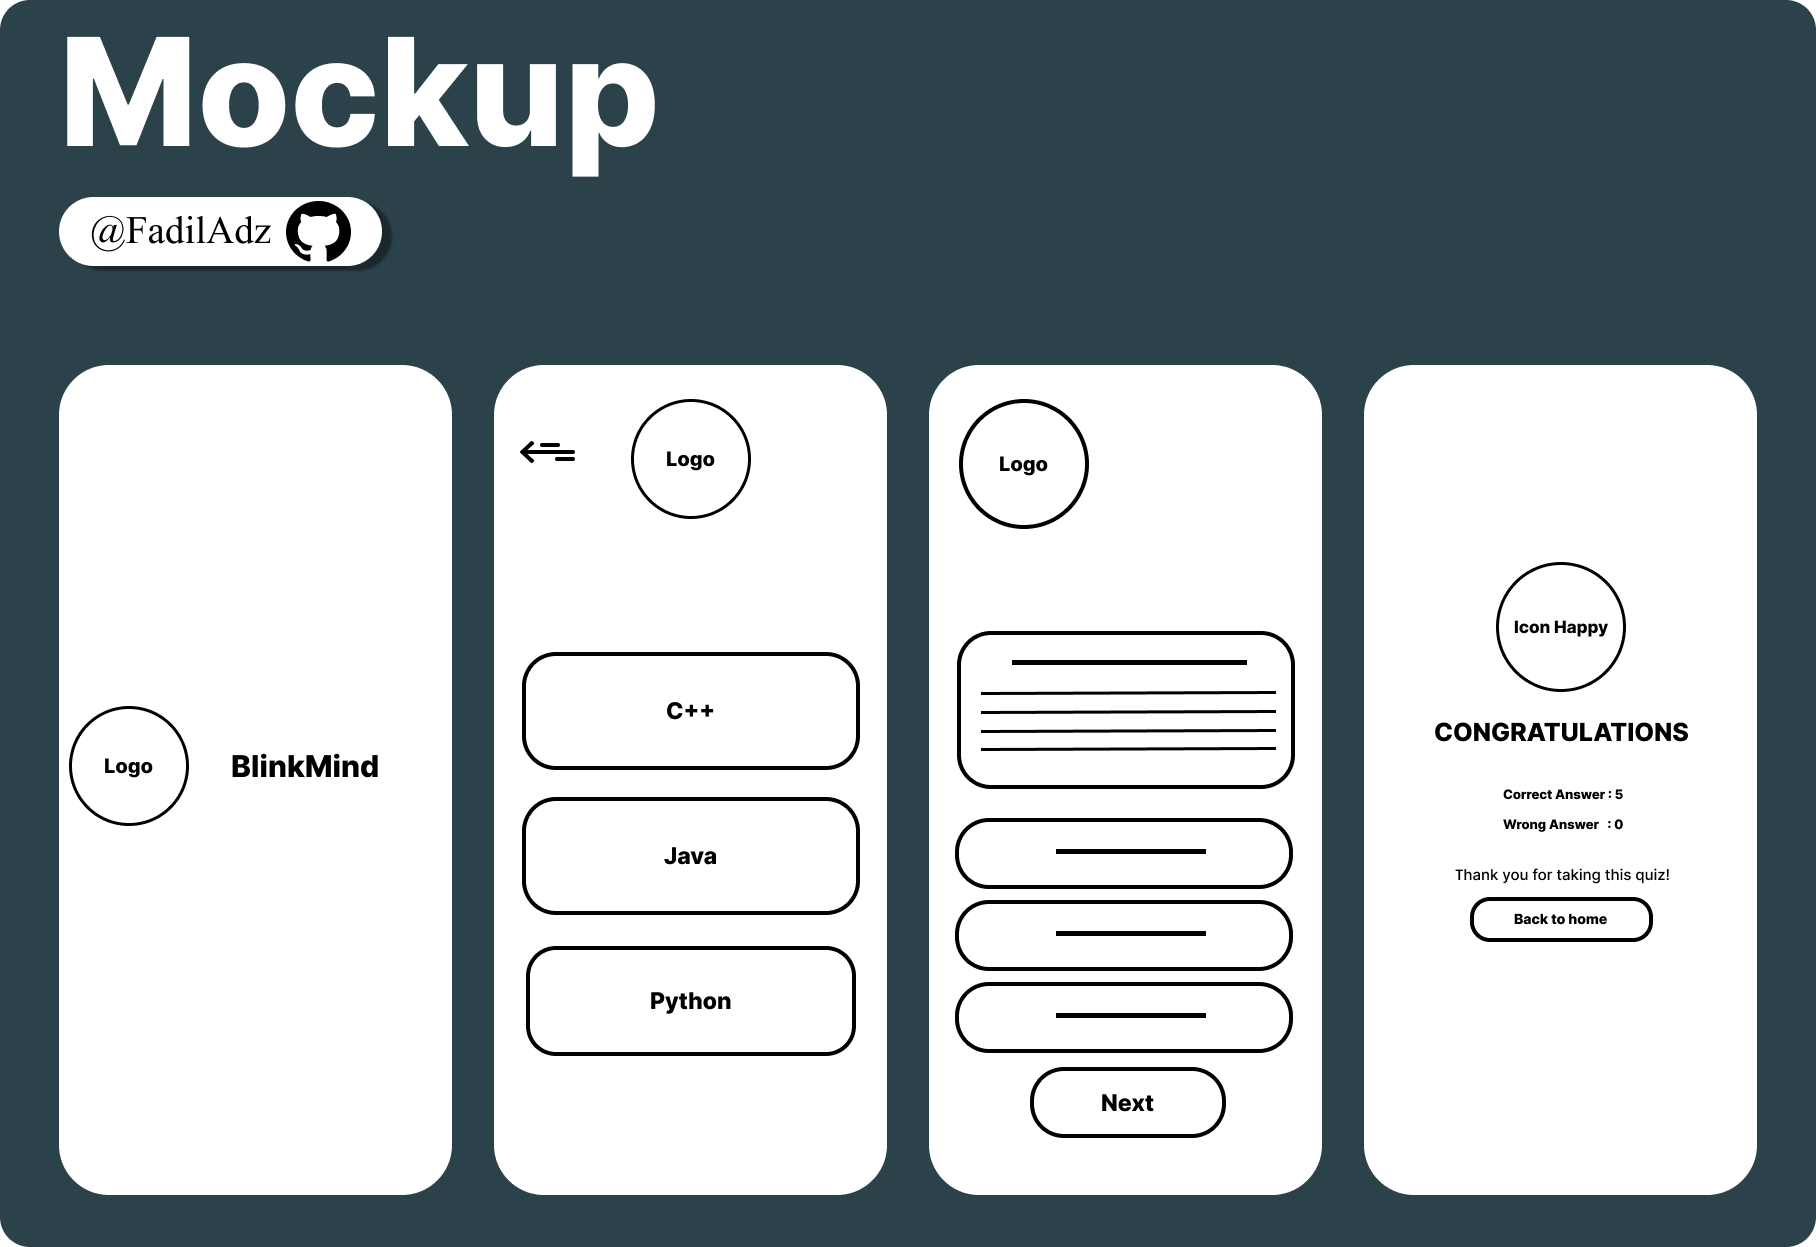 Mockup
@FadilAdz
Logo
BlinkMind
Logo
C++
Java
Python
Logo
Next
Icon Happy
CONGRATULATIONS
Correct Answer : 5
Wrong Answer : 0
Thank you for taking this quiz!
Back to home